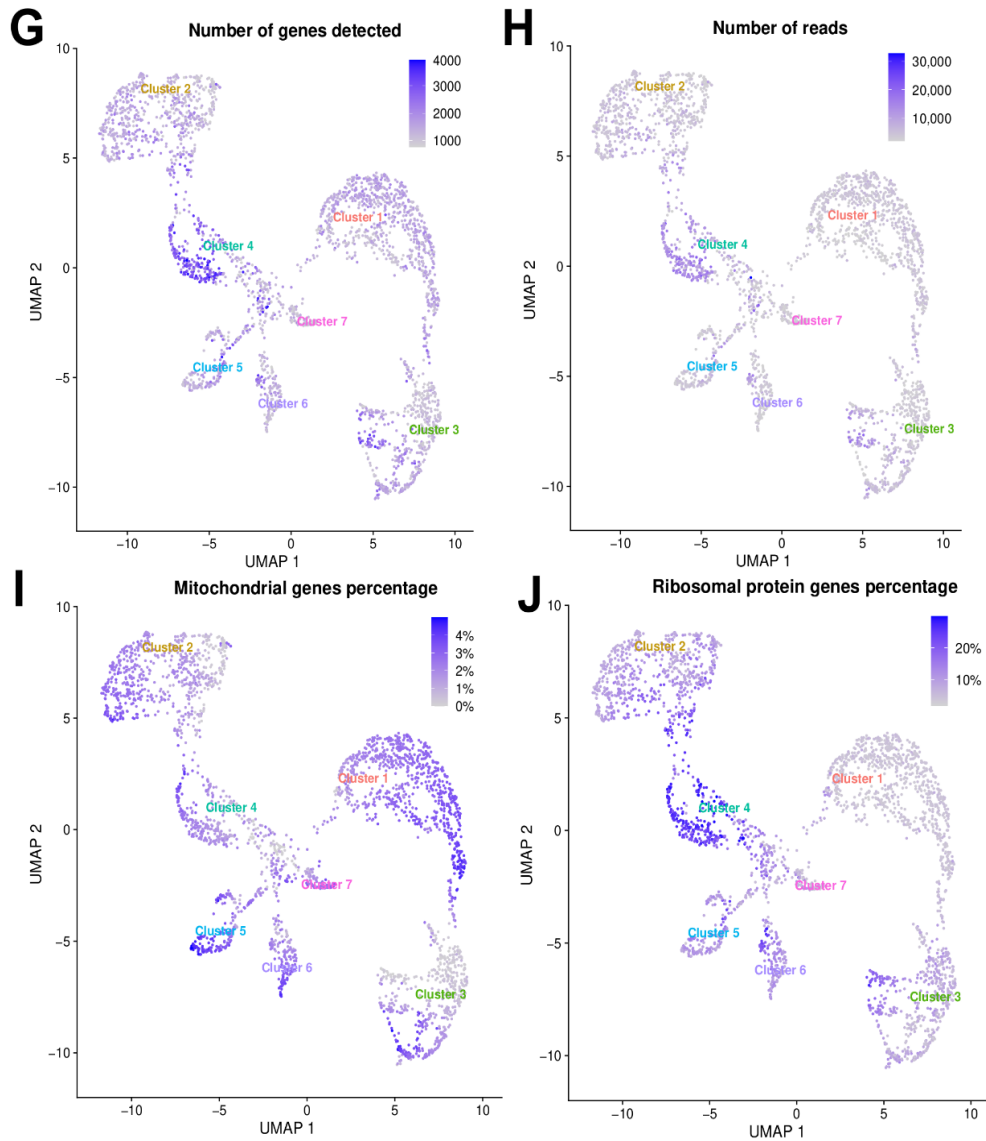 G
Number of genes detected
10
5
0
−5
−10
UMAP 2
4000
3000
2000
1000
Cluster 2
Cluster 1
Cluster 4
Cluster 7
Cluster 5
Cluster 6
Cluster 3
−10 −5 0 5 10
UMAP 1
H
Number of reads
10
5
0
−5
−10
UMAP 2
30,000
20,000
10,000
Cluster 2
Cluster 1
Cluster 4
Cluster 7
Cluster 5
Cluster 6
Cluster 3
−10 −5 0 5 10
UMAP 1
I
Mitochondrial genes percentage
10
5
0
−5
−10
UMAP 2
4%
3%
2%
1%
0%
Cluster 2
Cluster 1
Cluster 4
Cluster 7
Cluster 5
Cluster 6
Cluster 3
−10 −5 0 5 10
UMAP 1
J
Ribosomal protein genes percentage
10
5
0
−5
−10
UMAP 2
20%
10%
Cluster 2
Cluster 1
Cluster 4
Cluster 7
Cluster 5
Cluster 6
Cluster 3
−10 −5 0 5 10
UMAP 1